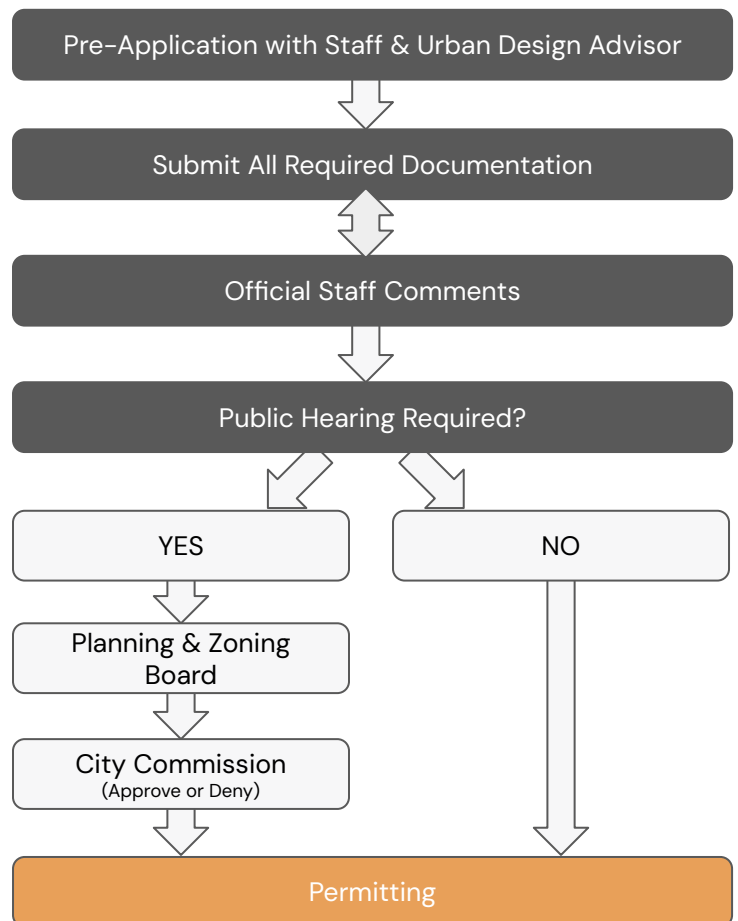 Pre-Application with Staff & Urban Design Advisor
Submit All Required Documentation
Official Staff Comments
Public Hearing Required?
YES
NO
Planning & Zoning
Board
City Commission
(Approve or Deny)
Permitting